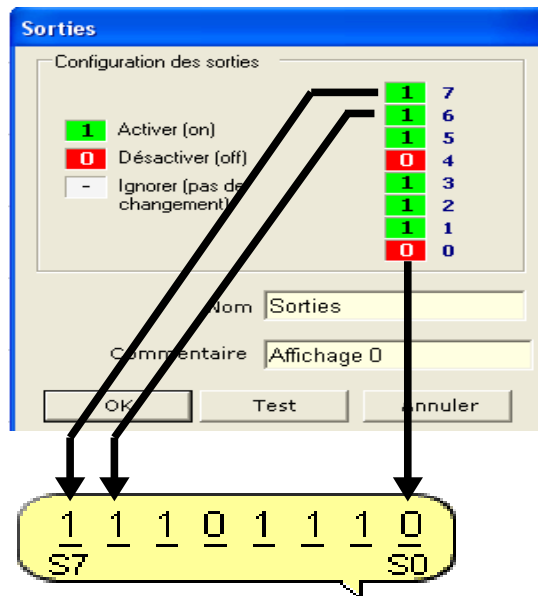 Sorties
Configuration des sorties
1 7
1 6
1 Activer (on) 1 5
0 Désactiver (off) 0 4
- Ignorer (pas de changement) 1 3
1 2
1 1
0 0
Nom Sorties
Commentaire Affichage 0
OK Test Annuler
1 1 1 0 1 1 1 0
S7 S0